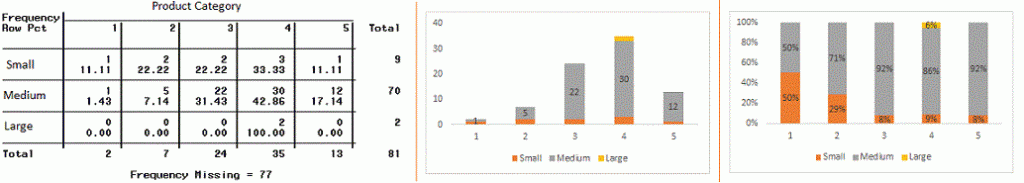 Product Category
Frequency
Row Pct 1 2 3 4 5 Total
Small 1 2 2 3 1 9
11.11 22.22 22.22 33.33 11.11
Medium 1 5 22 30 12 70
1.43 7.14 31.43 42.86 17.14
Large 0 0 0 2 0 2
0.00 0.00 0.00 100.00 0.00
Total 2 7 24 35 13 81
Frequency Missing = 77
40
30
20
10
0
1
5
22
30
12
1 2 3 4 5
Small Medium Large
100%
80%
60%
40%
20%
0%
50%
50%
71%
29%
92%
8%
6%
86%
9%
92%
8%
1 2 3 4 5
Small Medium Large